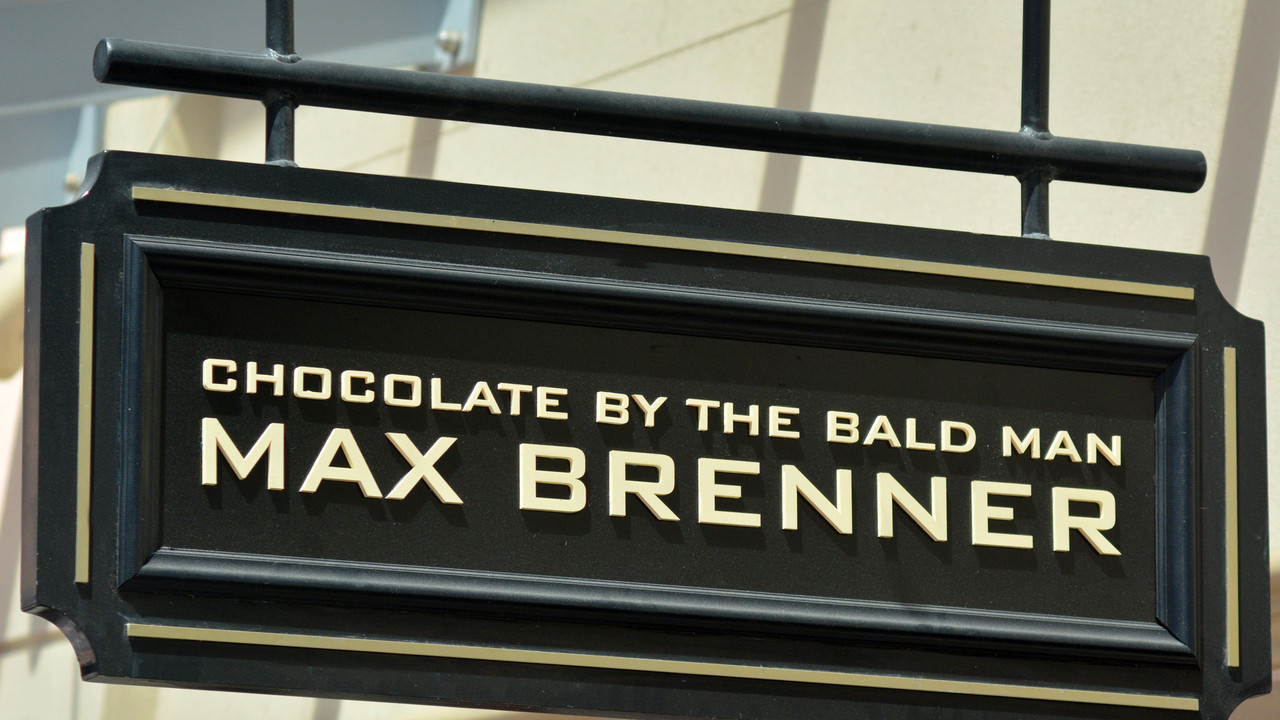 CHOCOLATE BY THE BALD MAN
MAX BRENNER